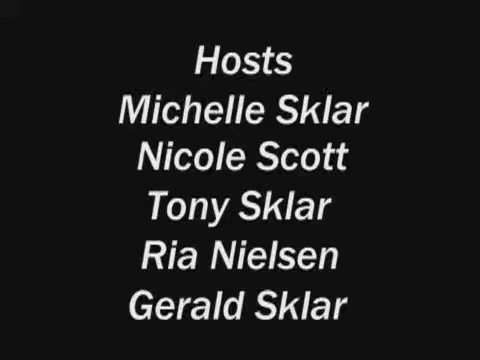 Hosts
Michelle Sklar
Nicole Scott
Tony Sklar
Ria Nielsen
Gerald Sklar